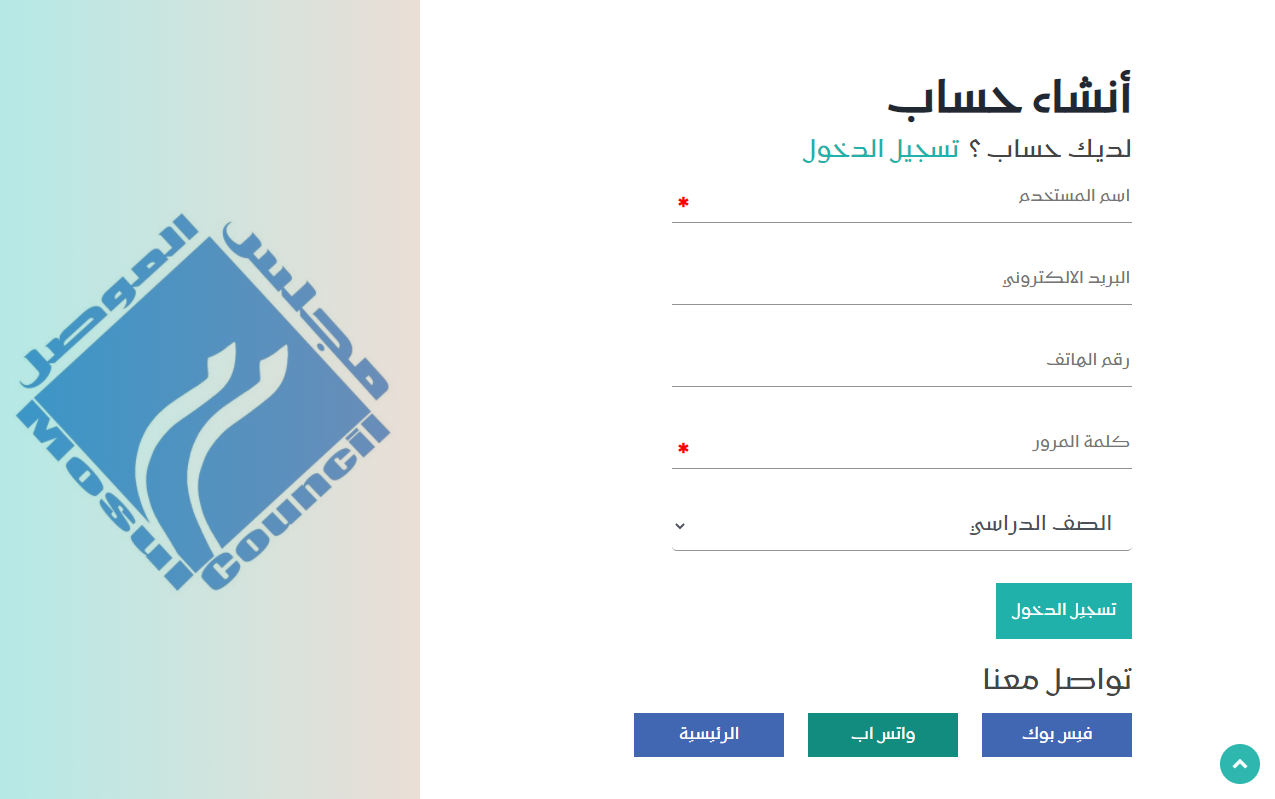 أنشاء حساب
لديك حساب ؟ تسجيل الدخول
اسم المستخدم
*
البريد الالكتروني
رقم الهاتف
كلمة المرور
*
الصف الدراسي
تسجيل الدخول
تواصل معنا
فيس بوك
واتس اب
الرئيسية
مجلس
الموصل
Mosul
Council